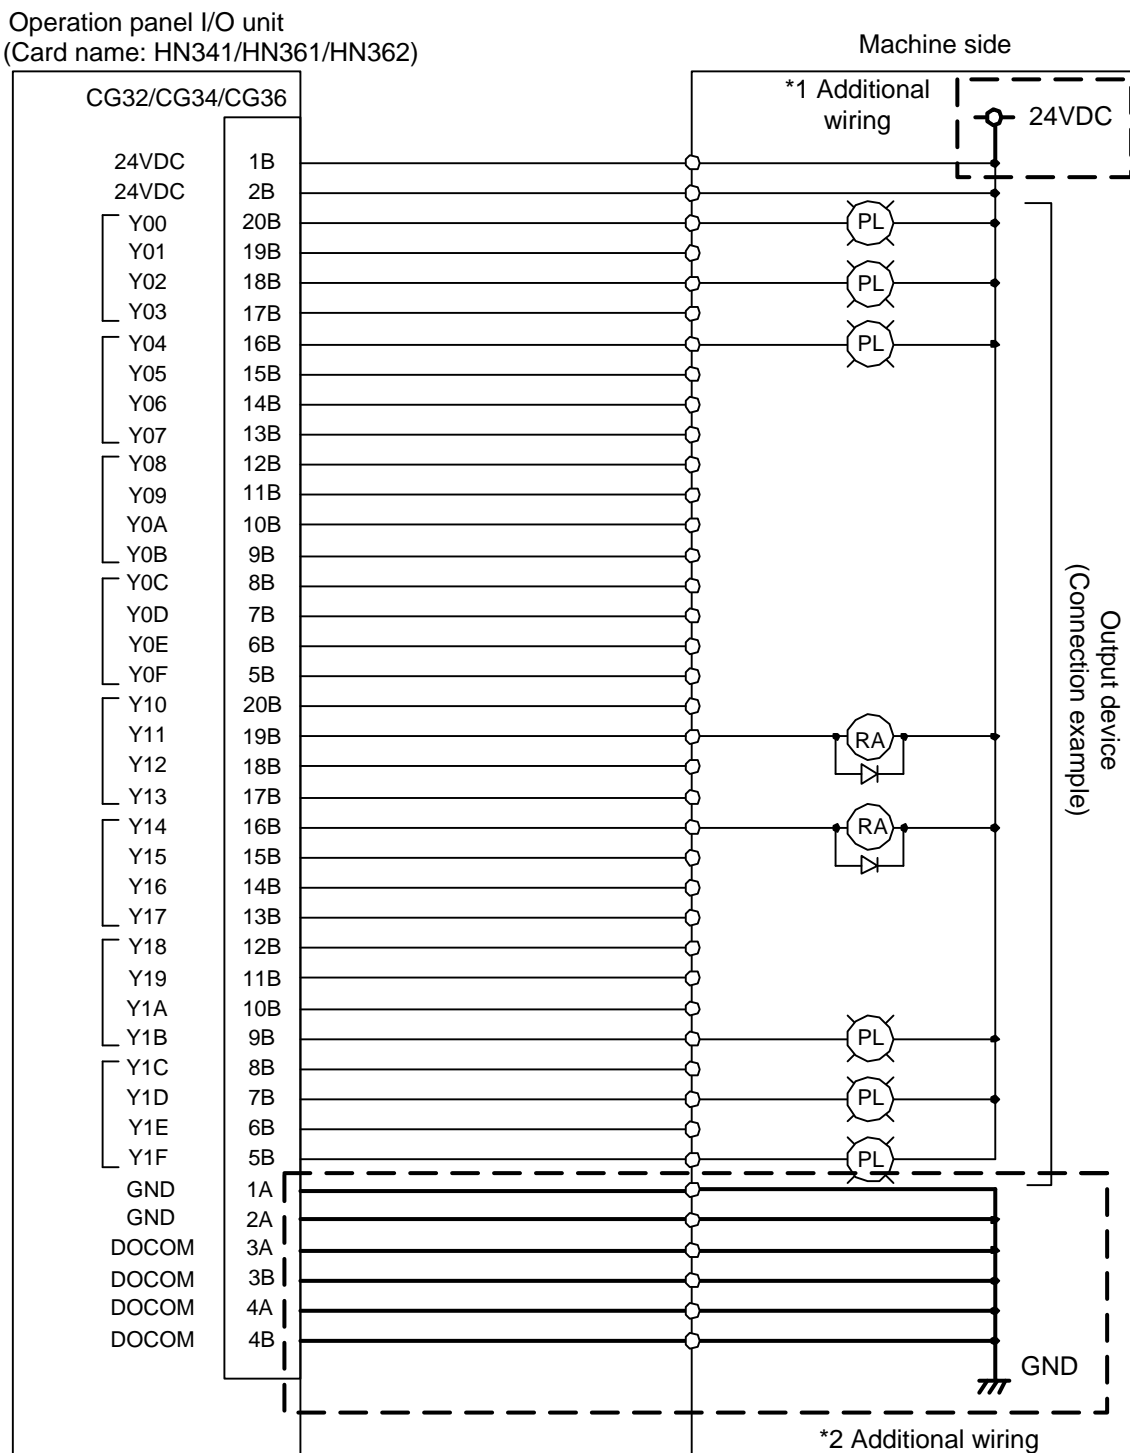 Operation panel I/O unit
(Card name: HN341/HN361/HN362)
Machine side
CG32/CG34/CG36
*1 Additional
wiring
24VDC
24VDC 1B
24VDC 2B
Y00 20B PL
Y01 19B
Y02 18B PL
Y03 17B
Y04 16B PL
Y05 15B
Y06 14B
Y07 13B
Y08 12B
Y09 11B
Y0A 10B
Y0B 9B
Y0C 8B
Y0D 7B
Y0E 6B
Y0F 5B
Y10 20B
Y11 19B RA
Y12 18B
Y13 17B
Y14 16B RA
Y15 15B
Y16 14B
Y17 13B
Y18 12B
Y19 11B
Y1A 10B
Y1B 9B PL
Y1C 8B
Y1D 7B PL
Y1E 6B
Y1F 5B PL
GND 1A
GND 2A
DOCOM 3A
DOCOM 3B
DOCOM 4A
DOCOM 4B
Output device
(Connection example)
GND
*2 Additional wiring